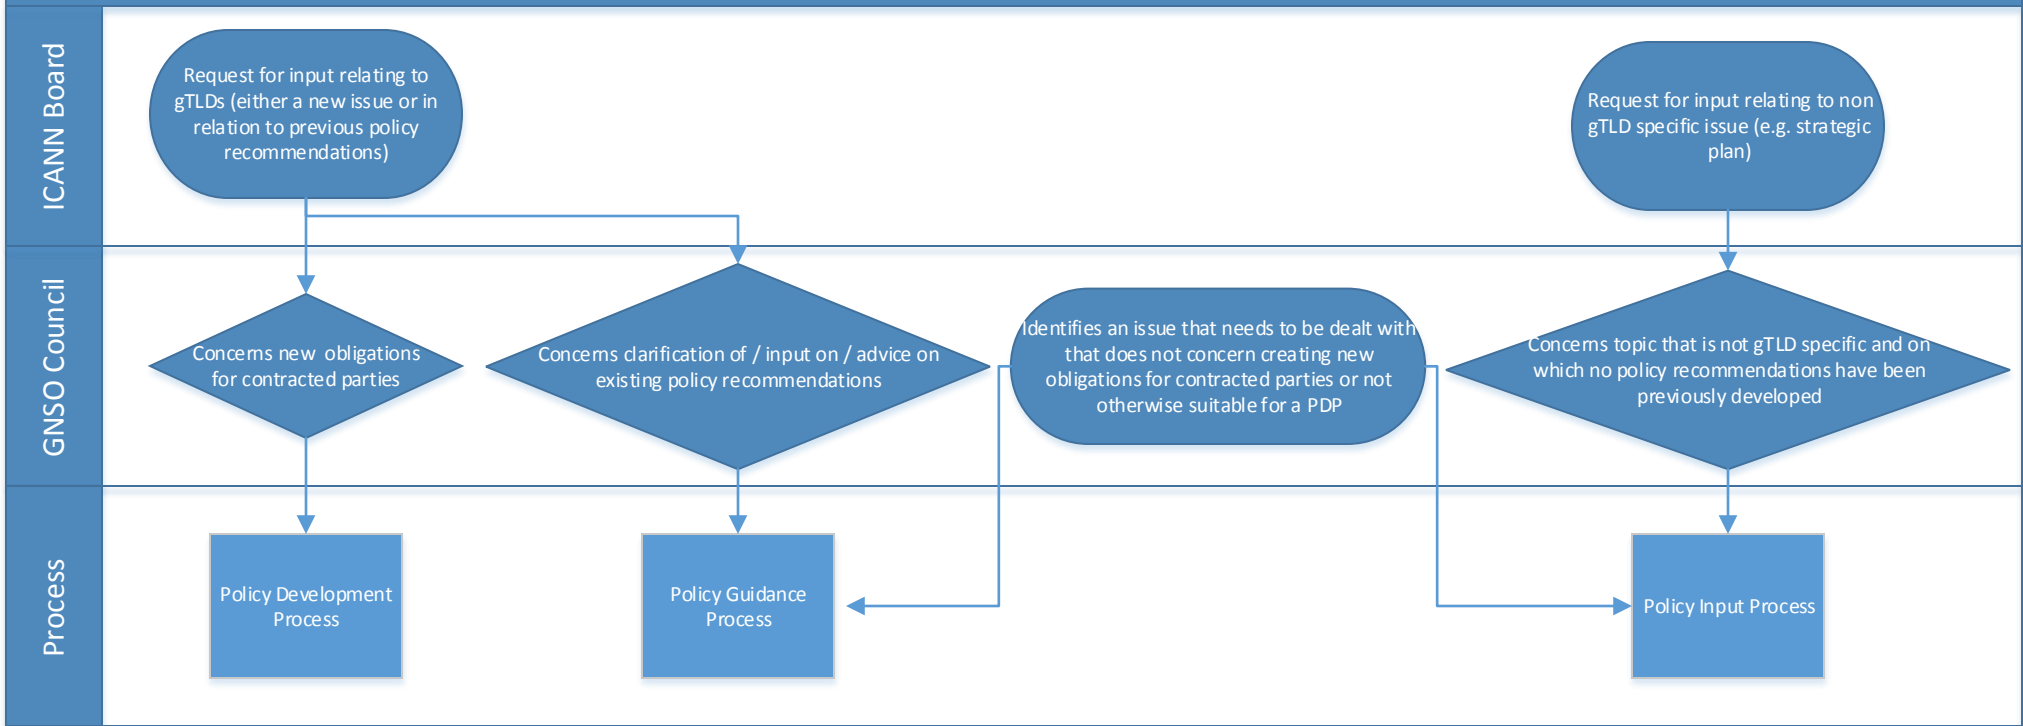 ICANN Board
Request for input relating to
gTLDs (either a new issue or in
relation to previous policy
recommendations)
Request for input relating to non
gTLD specific issue (e.g. strategic
plan)
GNSO Council
Concerns new obligations
for contracted parties
Concerns clarification of / input on / advice on
existing policy recommendations
Identifies an issue that needs to be dealt with
that does not concern creating new
obligations for contracted parties or not
otherwise suitable for a PDP
Concerns topic that is not gTLD specific and on
which no policy recommendations have been
previously developed
Process
Policy Development
Process
Policy Guidance
Process
Policy Input Process